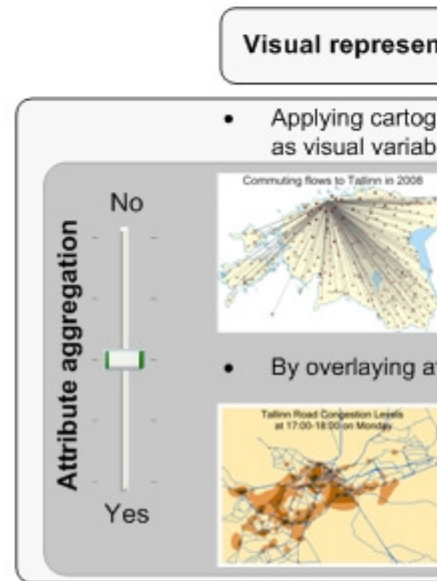 Visual represen
Applying cartog
as visual variab
Commuting flows to Tallinn in 2008
No
Attribute aggregation
By overlaying a
Tallinn Road Congestion Levels
at 17:00-18:00 on Monday
Yes